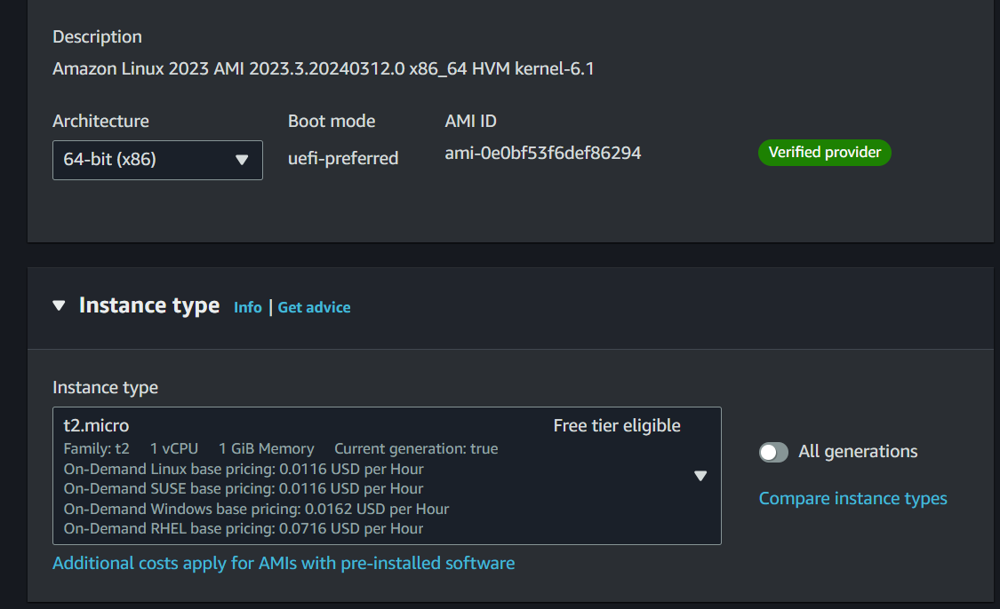 Description
Amazon Linux 2023 AMI 2023.3.20240312.0 x86_64 HVM kernel-6.1
Architecture Boot mode AMI ID
64-bit (x86) uefi-preferred ami-0e0bf53f6def86294 Verified provider
Instance type Info | Get advice
Instance type
t2.micro Free tier eligible
Family: t2 1 vCPU 1 GiB Memory Current generation: true
On-Demand Linux base pricing: 0.0116 USD per Hour
On-Demand SUSE base pricing: 0.0116 USD per Hour
On-Demand Windows base pricing: 0.0162 USD per Hour
On-Demand RHEL base pricing: 0.0716 USD per Hour
All generations
Compare instance types
Additional costs apply for AMIs with pre-installed software